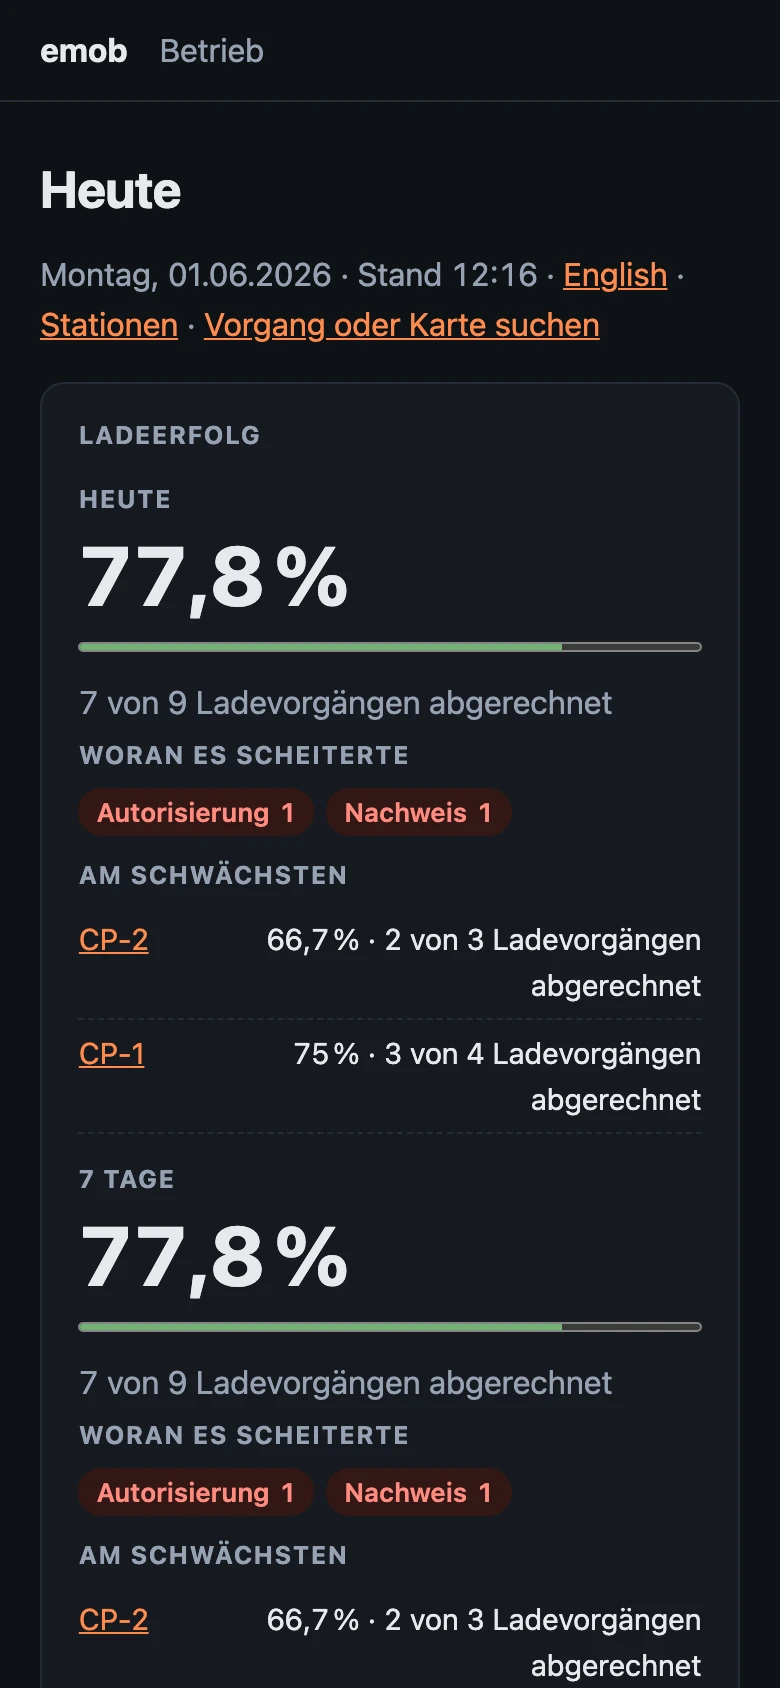 emob Betrieb
Heute
Montag, 01.06.2026 · Stand 12:16 · English ·
Stationen · Vorgang oder Karte suchen
LADEERFOLG
HEUTE
77,8 %
7 von 9 Ladevorgängen abgerechnet
WORAN ES SCHEITERTE
Autorisierung 1 Nachweis 1
AM SCHWÄCHSTEN
CP-2 66,7 % · 2 von 3 Ladevorgängen
abgerechnet
CP-1 75 % · 3 von 4 Ladevorgängen
abgerechnet
7 TAGE
77,8 %
7 von 9 Ladevorgängen abgerechnet
WORAN ES SCHEITERTE
Autorisierung 1 Nachweis 1
AM SCHWÄCHSTEN
CP-2 66,7 % · 2 von 3 Ladevorgängen
abgerechnet